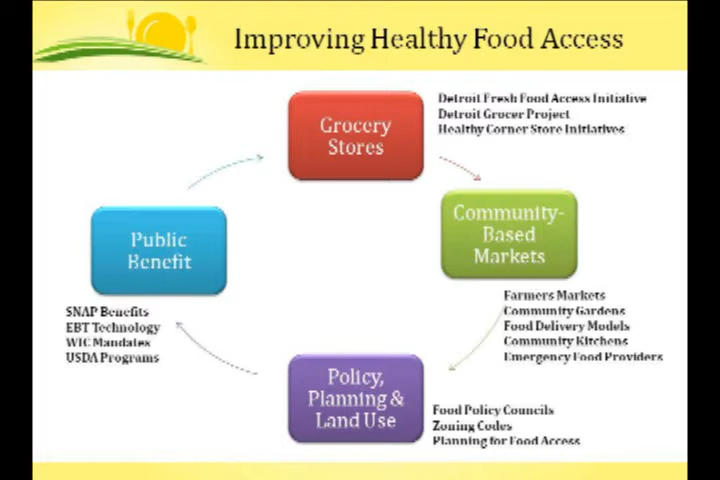 Improving Healthy Food Access
Grocery
Stores
Detroit Fresh Food Access Initiative
Detroit Grocer Project
Healthy Corner Store Initiatives
Community-
Based
Markets
Farmers Markets
Community Gardens
Food Delivery Models
Community Kitchens
Emergency Food Providers
Policy,
Planning &
Land Use
Food Policy Councils
Zoning Codes
Planning for Food Access
Public
Benefit
SNAP Benefits
EBT Technology
WIC Mandates
USDA Programs